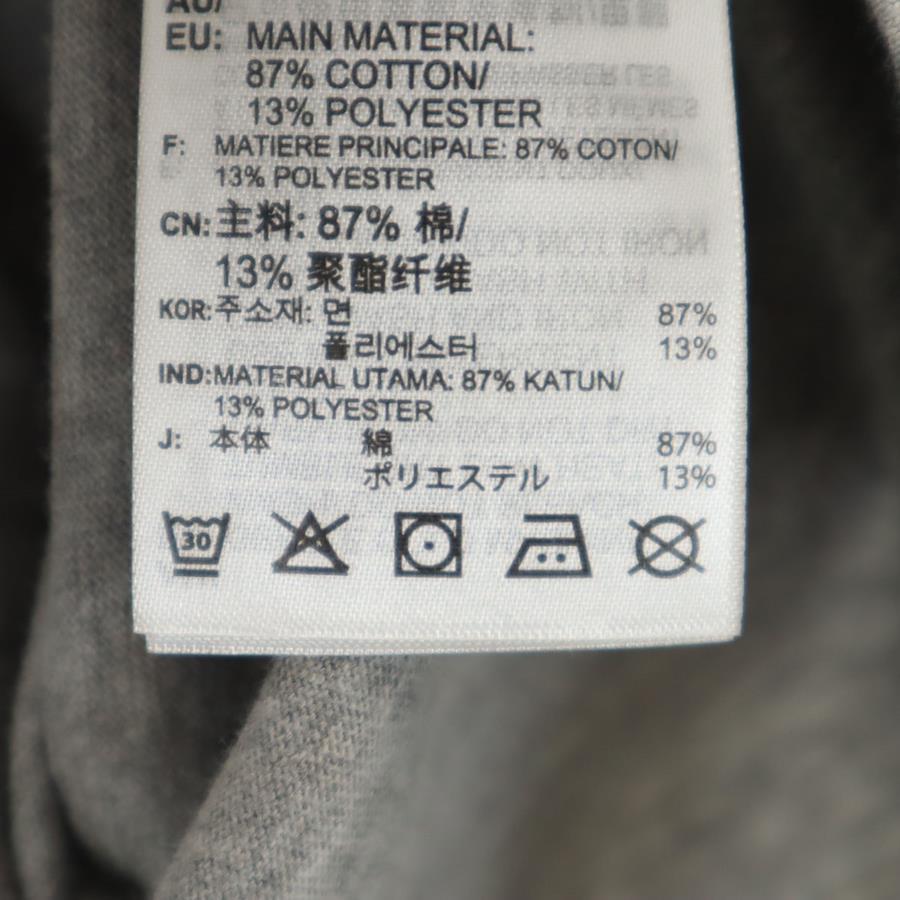 AU/
EU: MAIN MATERIAL:
87% COTTON/
13% POLYESTER
F: MATIERE PRINCIPALE: 87% COTON/
13% POLYESTER
CN: 主料: 87% 棉/
13% 聚酯纤维
KOR: 주소재: 면 87%
폴리에스터 13%
IND: MATERIAL UTAMA: 87% KATUN/
13% POLYESTER
J: 本体 綿 87%
ポリエステル 13%
30